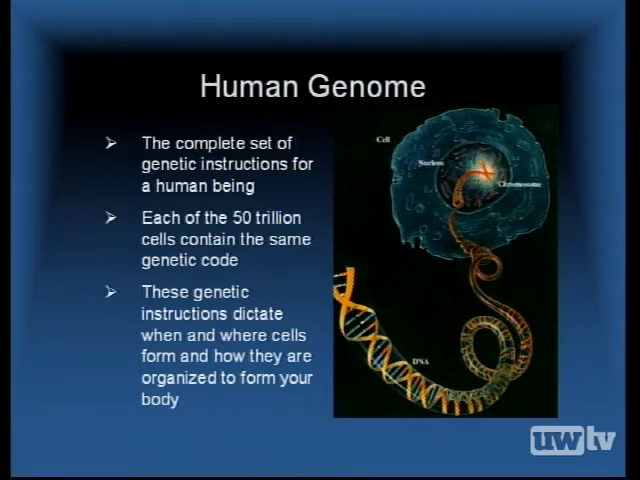 Human Genome
The complete set of
genetic instructions for
a human being
Each of the 50 trillion
cells contain the same
genetic code
These genetic
instructions dictate
when and where cells
form and how they are
organized to form your
body
Cell
Nucleus
Chromosome
DNA
uwtv